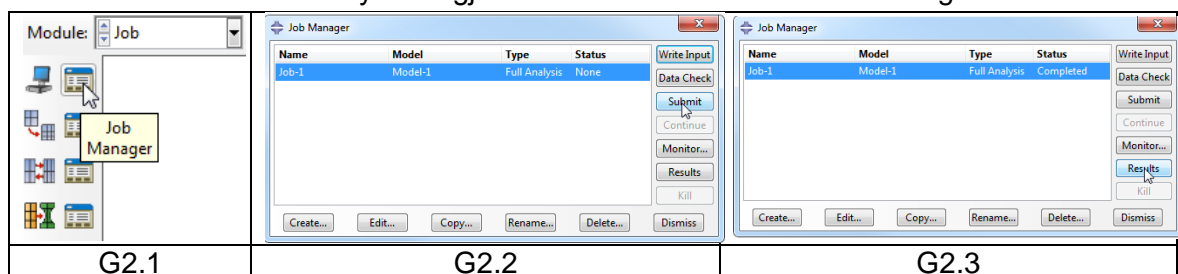 Module: Job
Job
Manager
G2.1
Job Manager
Name Model Type Status
Job-1 Model-1 Full Analysis None
Write Input
Data Check
Submit
Continue
Monitor...
Results
Kill
Create... Edit... Copy... Rename... Delete... Dismiss
G2.2
Job Manager
Name Model Type Status
Job-1 Model-1 Full Analysis Completed
Write Input
Data Check
Submit
Continue
Monitor...
Results
Kill
Create... Edit... Copy... Rename... Delete... Dismiss
G2.3